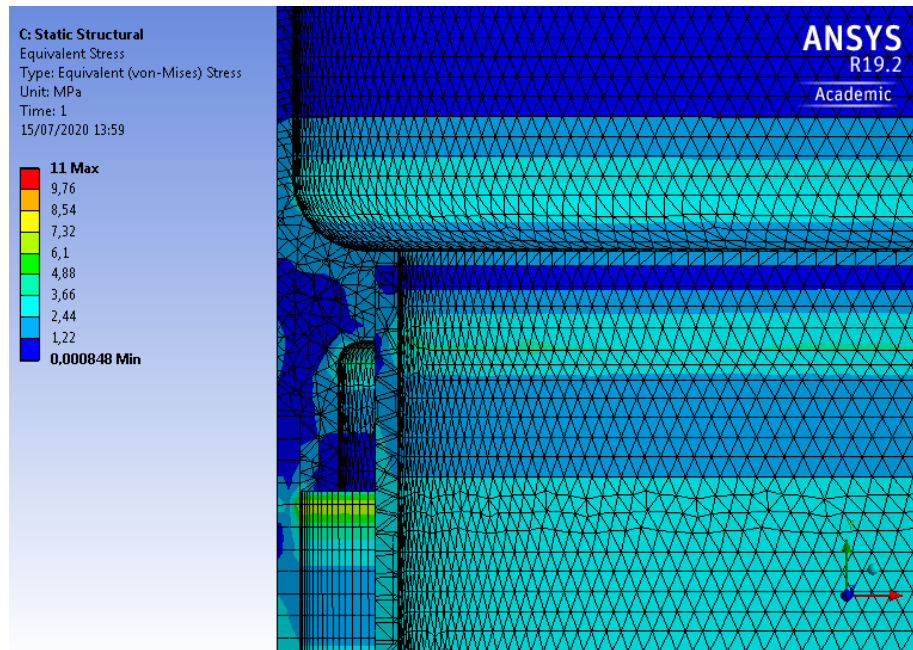 C: Static Structural
Equivalent Stress
Type: Equivalent (von-Mises) Stress
Unit: MPa
Time: 1
15/07/2020 13:59
11 Max
9,76
8,54
7,32
6,1
4,88
3,66
2,44
1,22
0,000848 Min
ANSYS
R19.2
Academic